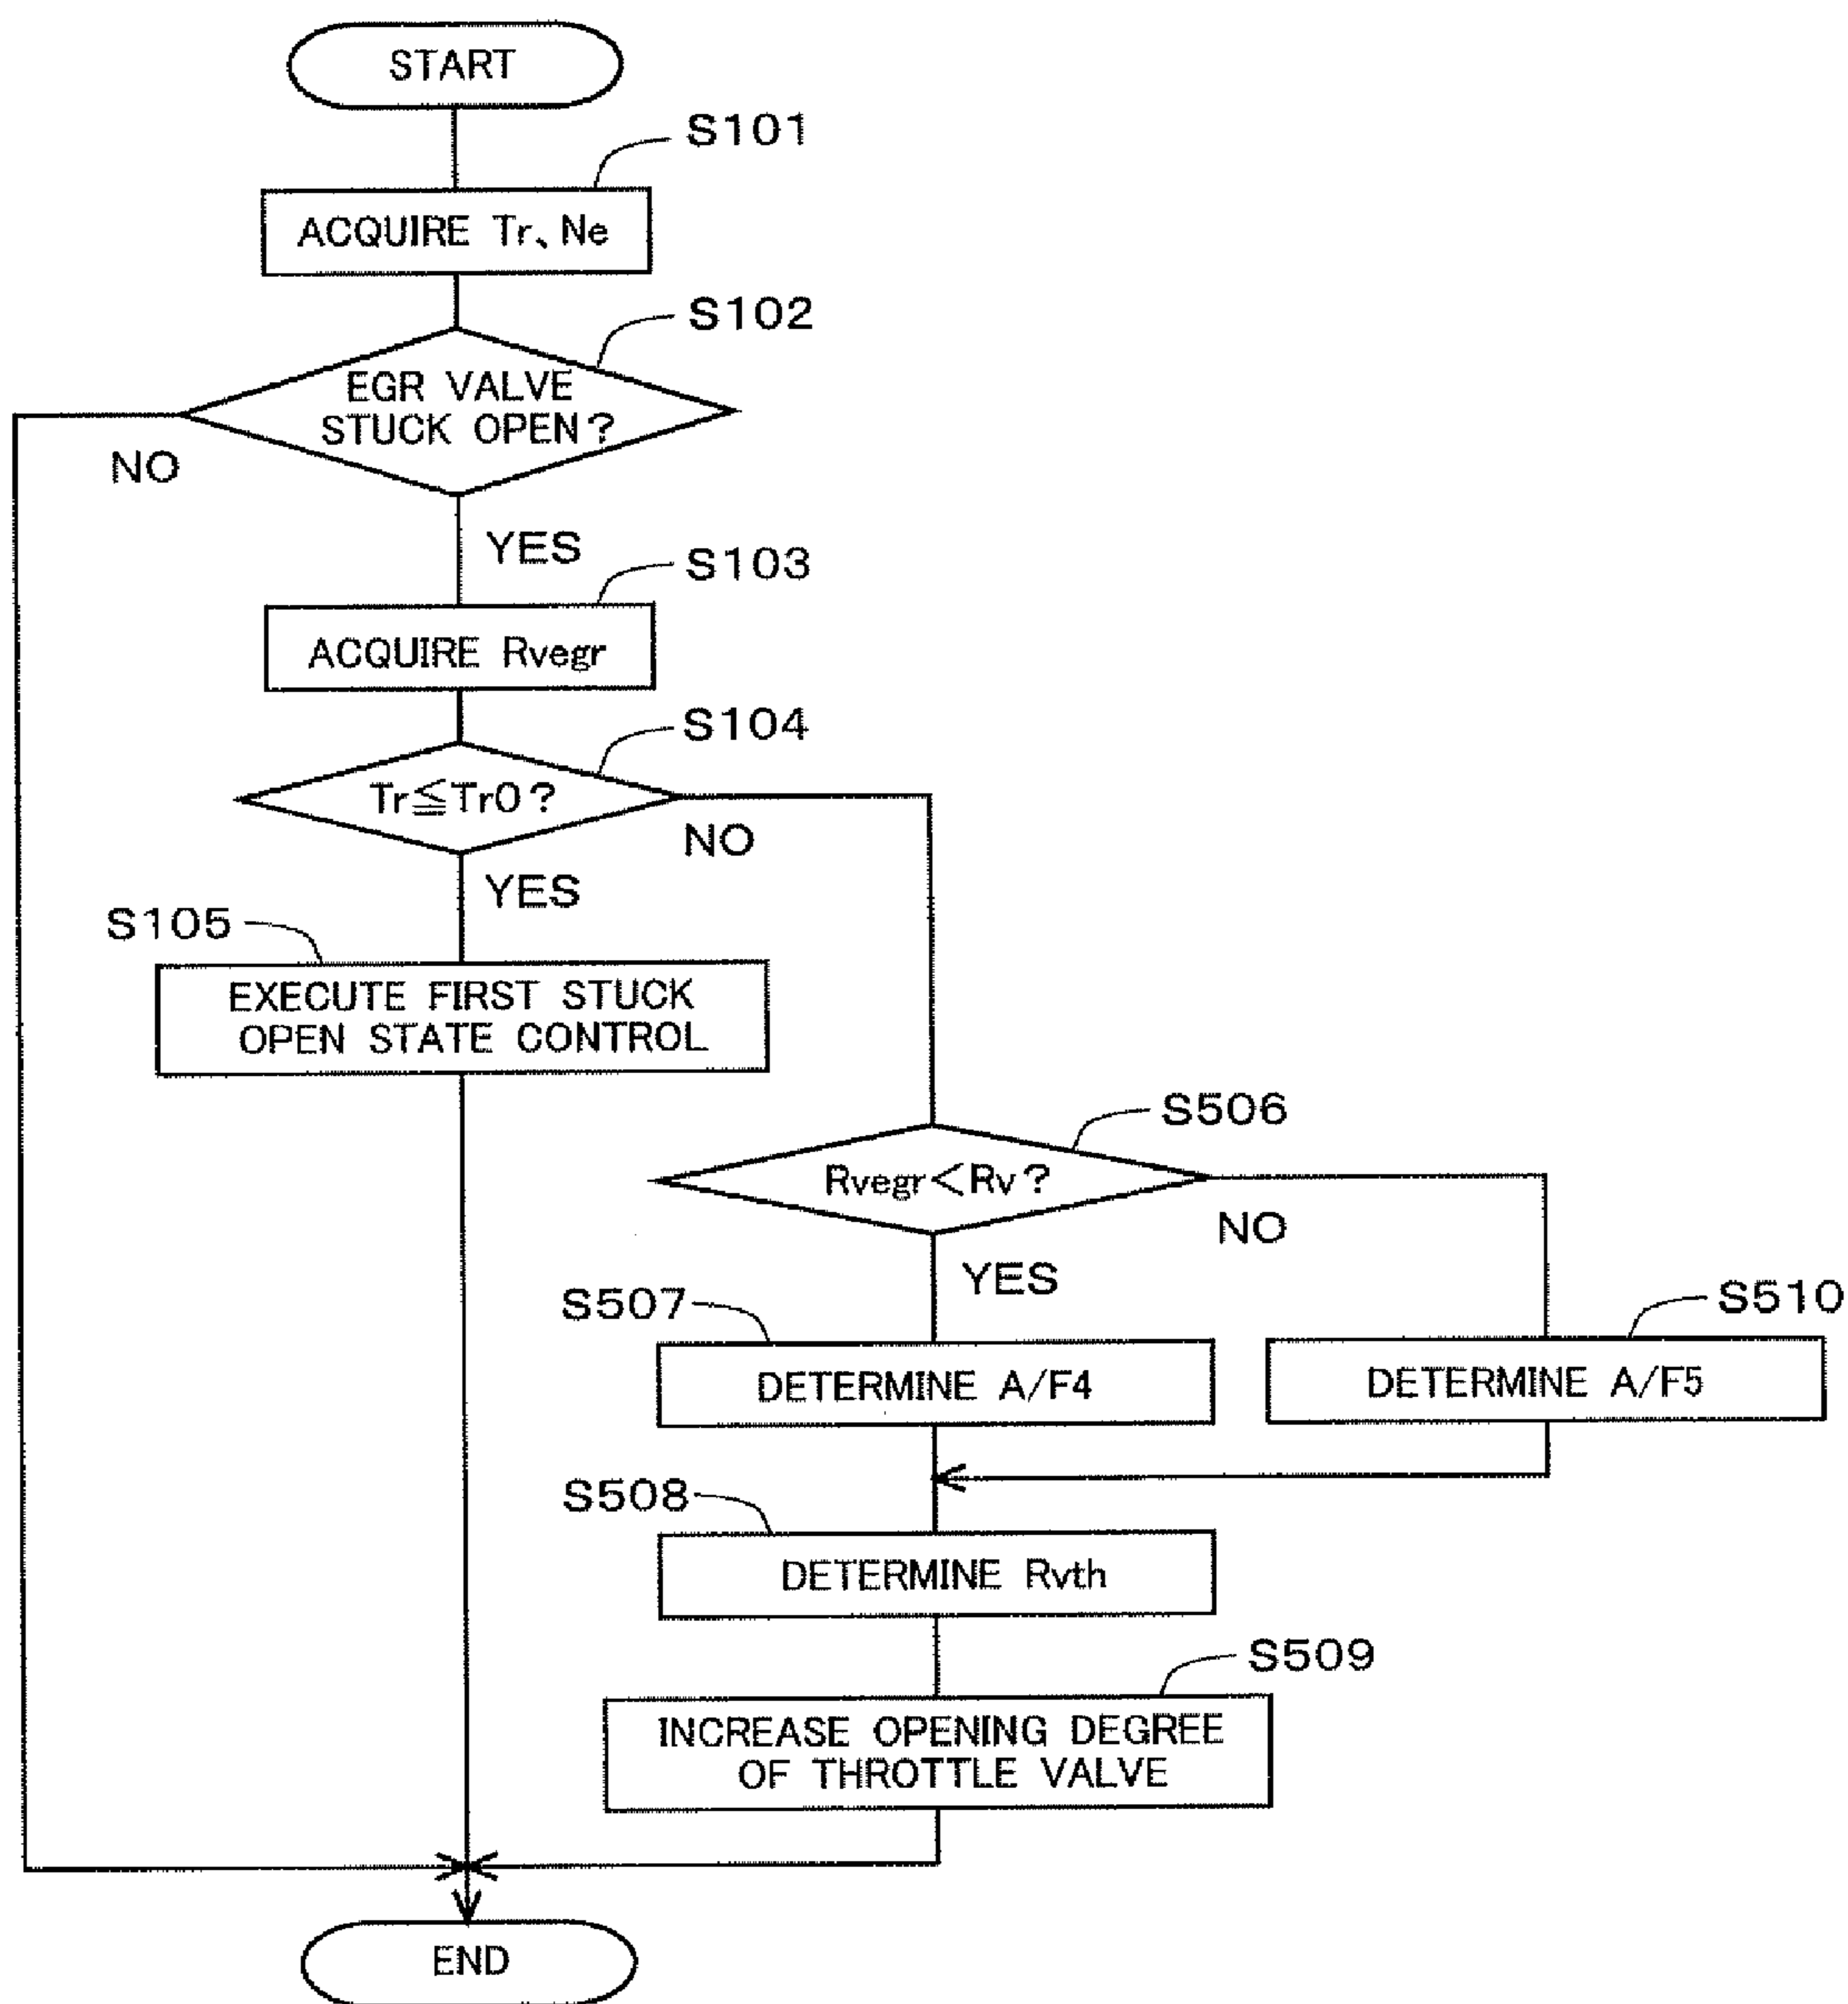 START
S101
ACQUIRE Tr、Ne
S102
EGR VALVE
STUCK OPEN?
NO
YES
S103
ACQUIRE Rvegr
S104
Tr≦Tr0?
NO
YES
S105
EXECUTE FIRST STUCK
OPEN STATE CONTROL
S506
Rvegr<Rv?
NO
YES
S507
S510
DETERMINE A/F4
DETERMINE A/F5
S508
DETERMINE Rvth
S509
INCREASE OPENING DEGREE
OF THROTTLE VALVE
END